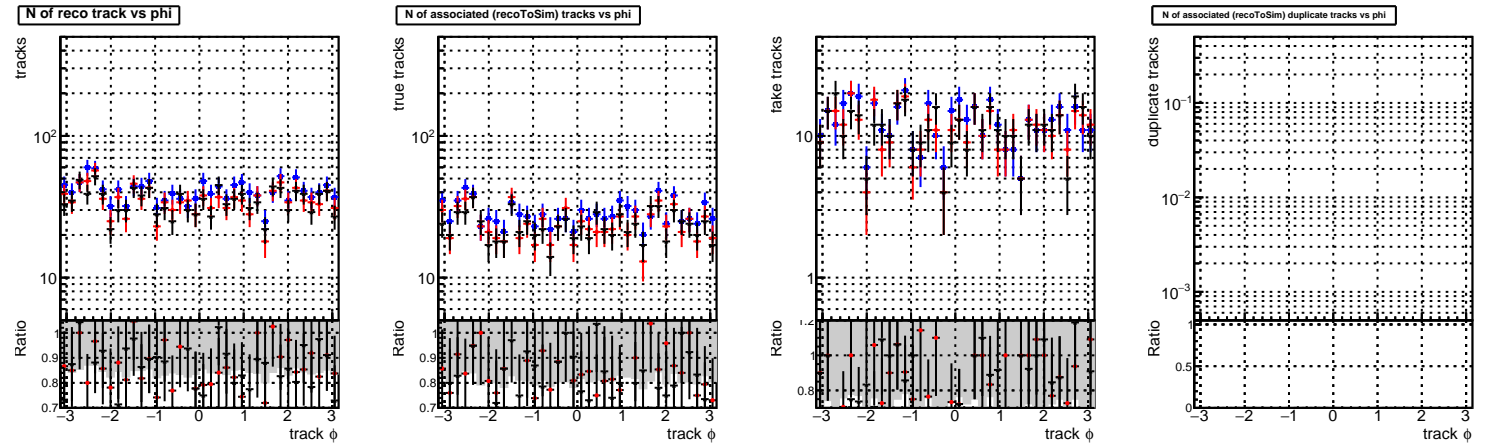 N of reco track vs phi
tracks
10²
10
Ratio
1
0.9
0.8
0.7
−3 −2 −1 0 1 2 3
track ϕ
N of associated (recoToSim) tracks vs phi
true tracks
10²
10
Ratio
1
0.9
0.8
0.7
−3 −2 −1 0 1 2 3
track ϕ
fake tracks
10
1
Ratio
1.2
1
0.8
−3 −2 −1 0 1 2 3
track ϕ
N of associated (recoToSim) duplicate tracks vs phi
duplicate tracks
10⁻¹
10⁻²
10⁻³
Ratio
1
0.5
0
−3 −2 −1 0 1 2 3
track ϕ